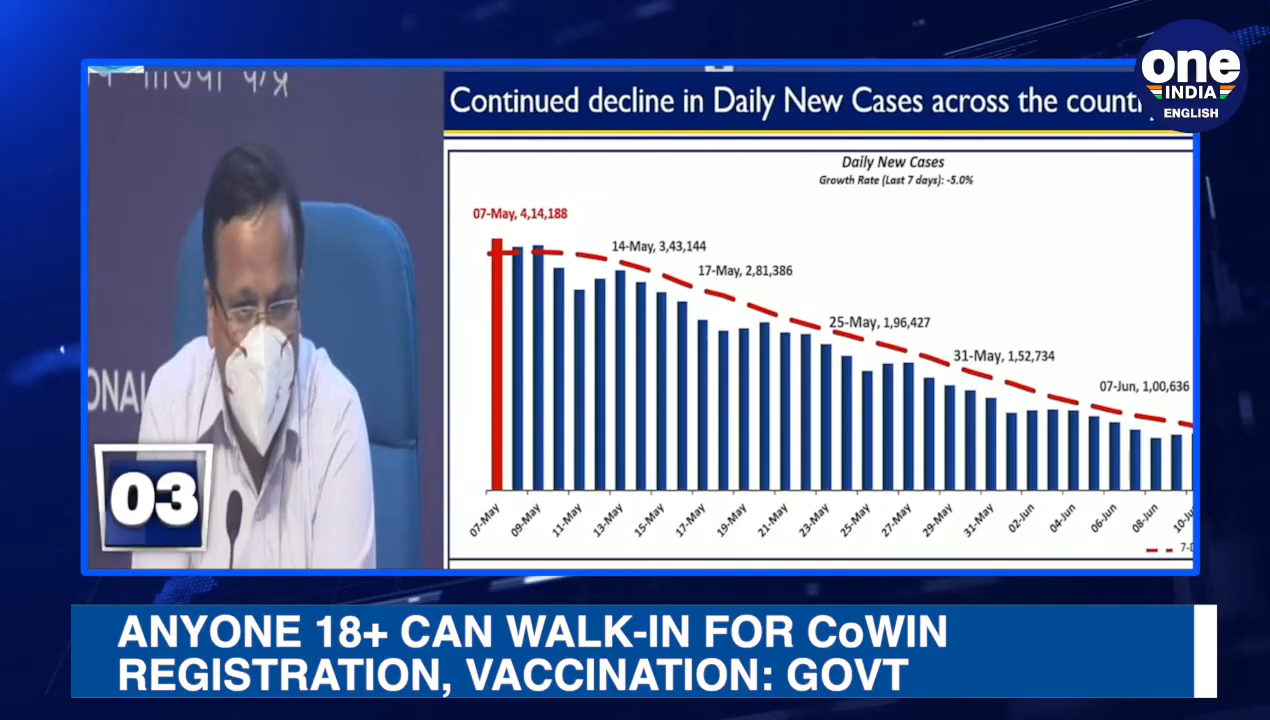 one
INDIA
ENGLISH
Continued decline in Daily New Cases across the
Daily New Cases
Growth Rate (Last 7 days): -5.0%
07-May, 4,14,188
14-May, 3,43,144
17-May, 2,81,386
25-May, 1,96,427
31-May, 1,52,734
07-Jun, 1,00,636
07-May
09-May
11-May
13-May
15-May
17-May
19-May
21-May
23-May
25-May
27-May
29-May
31-May
02-Jun
04-Jun
06-Jun
08-Jun
03
ANYONE 18+ CAN WALK-IN FOR CoWIN
REGISTRATION, VACCINATION: GOVT